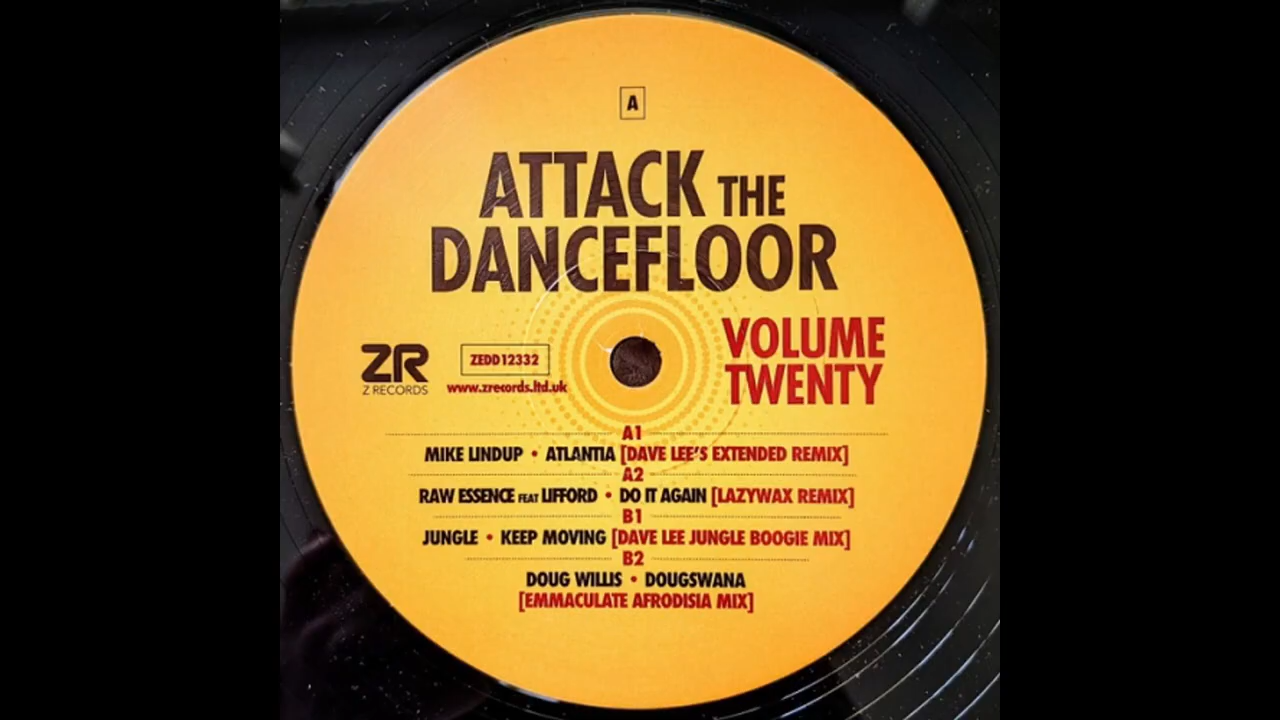 A
ATTACK THE
DANCEFLOOR
VOLUME
TWENTY
ZR
Z RECORDS
ZEDD12332
www.zrecords.ltd.uk
A1
MIKE LINDUP • ATLANTIA [DAVE LEE'S EXTENDED REMIX]
A2
RAW ESSENCE FEAT LIFFORD • DO IT AGAIN [LAZYWAX REMIX]
B1
JUNGLE • KEEP MOVING [DAVE LEE JUNGLE BOOGIE MIX]
B2
DOUG WILLIS • DOUGSWANA
[EMMACULATE AFRODISIA MIX]